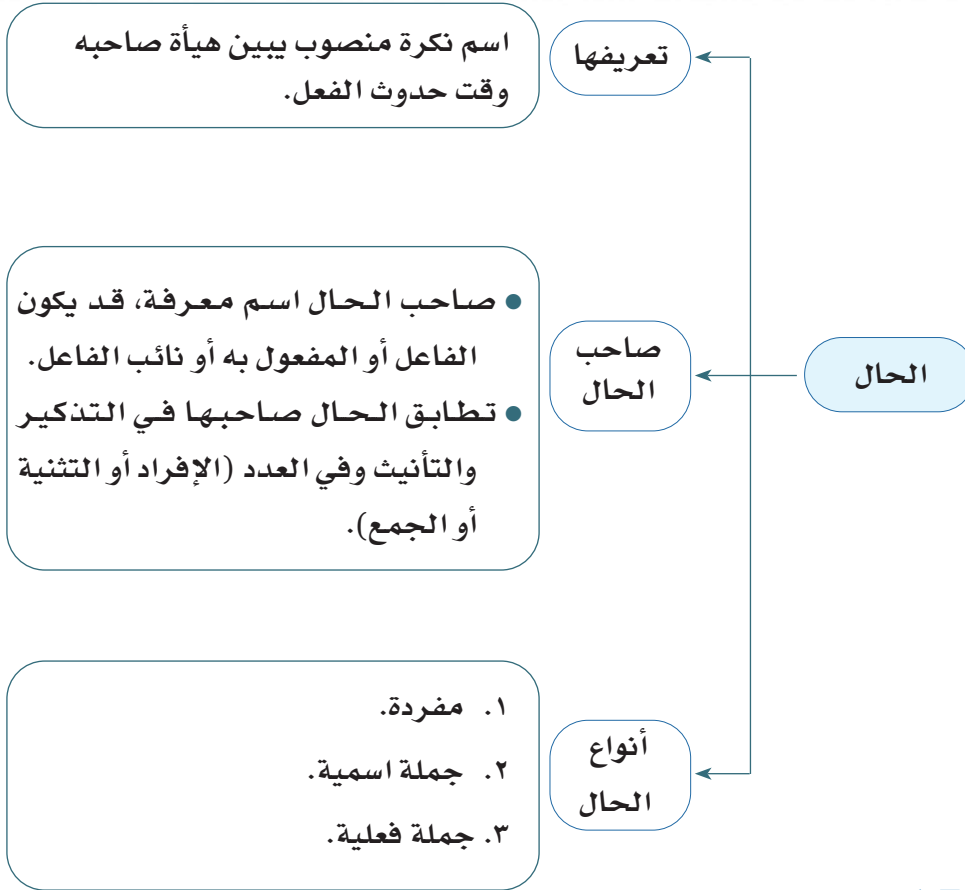 الحال
تعريفها
اسم نكرة منصوب يبين هيأة صاحبه
وقت حدوث الفعل.
صاحب
الحال
● صاحب الحال اسم معرفة، قد يكون
الفاعل أو المفعول به أو نائب الفاعل.
● تطابق الحال صاحبها في التذكير
والتأنيث وفي العدد (الإفراد أو التثنية
أو الجمع).
أنواع
الحال
١. مفردة.
٢. جملة اسمية.
٣. جملة فعلية.